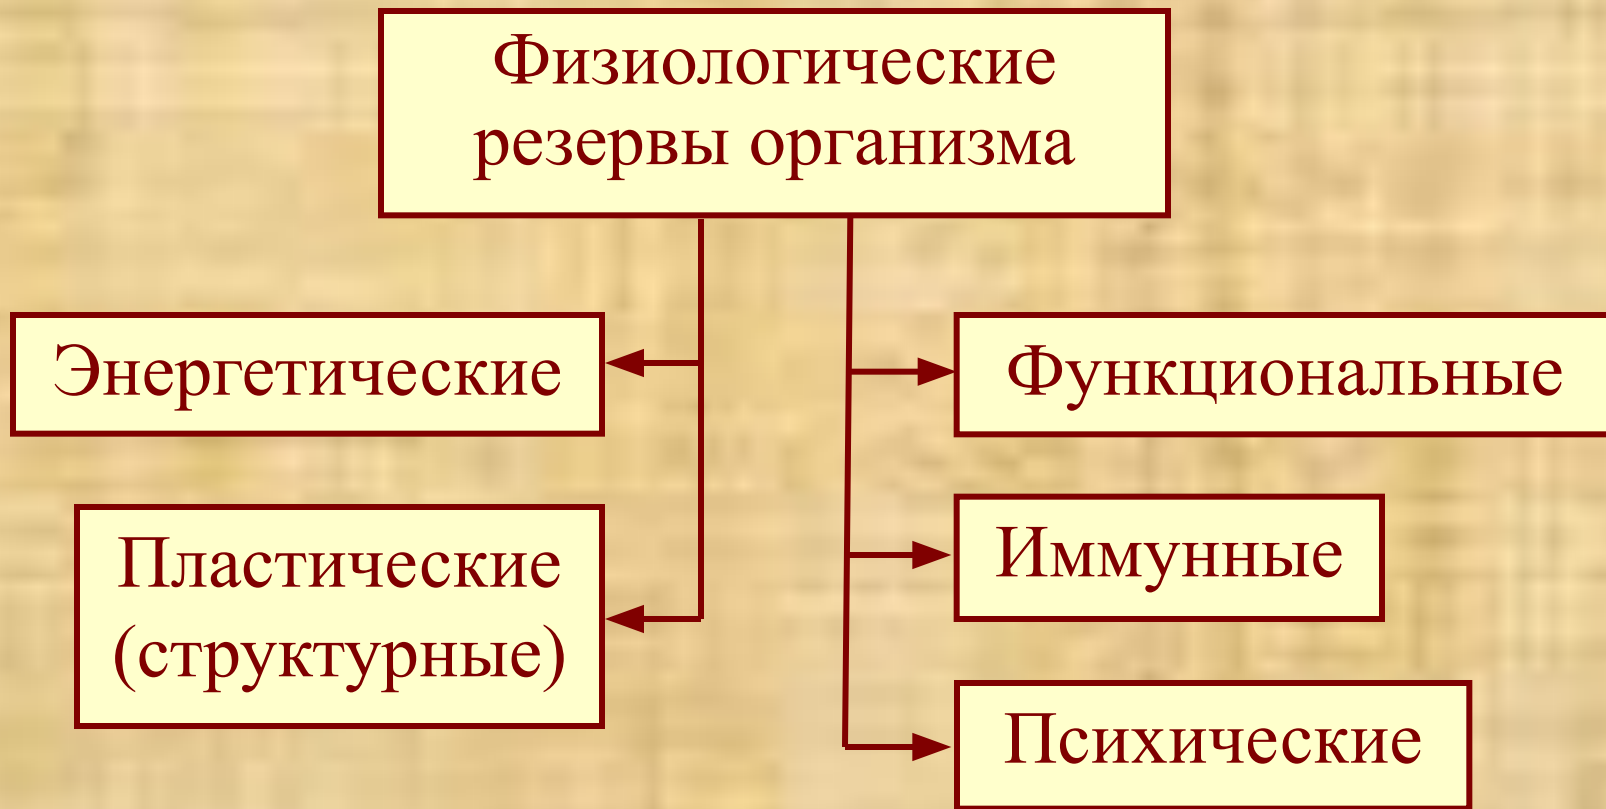 Физиологические
резервы организма
Энергетические
Функциональные
Пластические
(структурные)
Иммунные
Психические